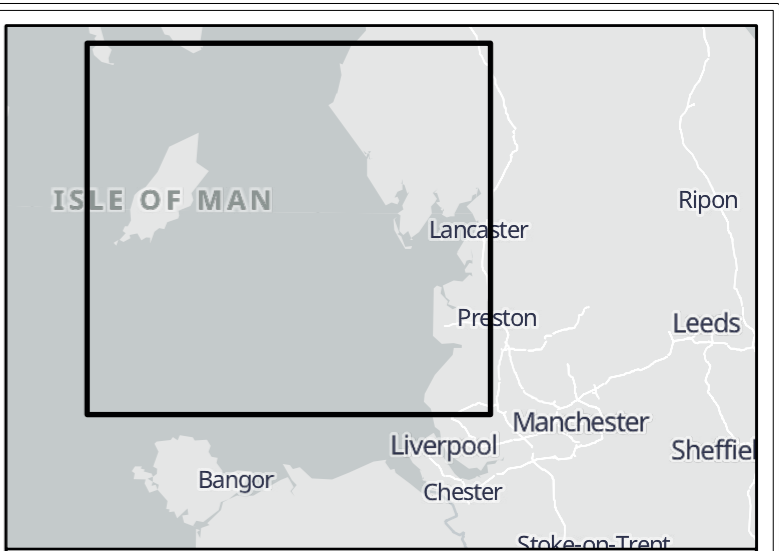 ISLE OF MAN
Ripon
Lancaster
Preston
Leeds
Manchester
Liverpool
Sheffiel
Bangor
Chester
Stoke-on-Trent